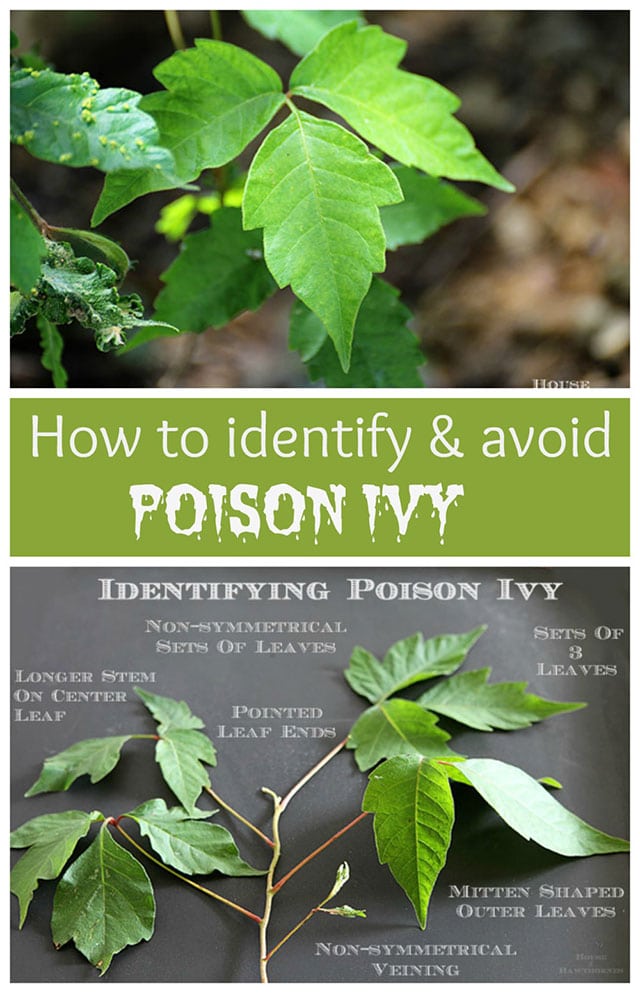 HOUSE
How to identify & avoid
POISON IVY
IDENTIFYING POISON IVY
NON-SYMMETRICAL
SETS OF LEAVES
SETS OF
3
LEAVES
LONGER STEM
ON CENTER
LEAF
POINTED
LEAF ENDS
MITTEN SHAPED
OUTER LEAVES
NON-SYMMETRICAL
VEINING
HOUSE
HAWTHORNES